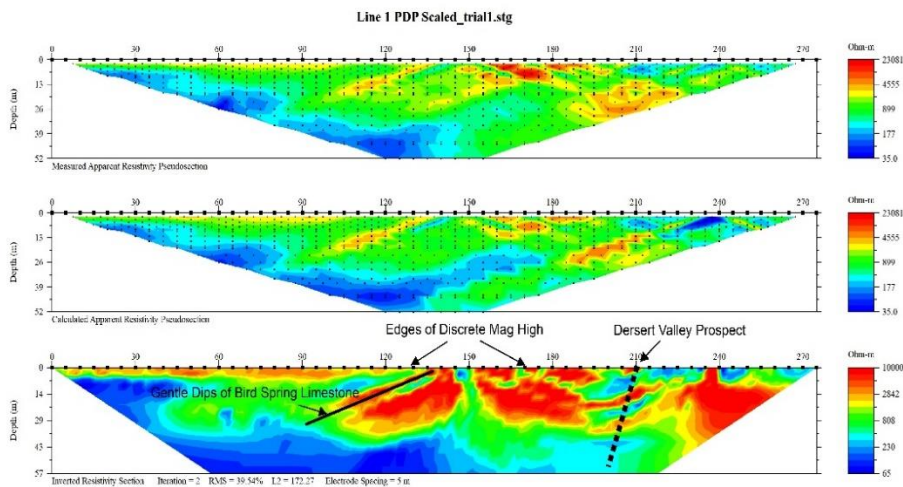 Line 1 PDP Scaled_trial1.stg
0 30 60 90 120 150 180 210 240 270 Ohm-m
Depth (m)
0
13
26
39
52
23081
4555
899
177
35.0
Measured Apparent Resistivity Pseudosection
0 30 60 90 120 150 180 210 240 270 Ohm-m
Depth (m)
0
13
26
39
52
23081
4555
899
177
35.0
Calculated Apparent Resistivity Pseudosection
Edges of Discrete Mag High
Dersert Valley Prospect
0 30 60 90 120 150 180 210 240 270 Ohm-m
Depth (m)
0
14
29
43
57
10000
2842
808
230
65
Gentle Dips of Bird Spring Limestone
Inverted Resistivity Section Iteration = 2 RMS = 39.54% L2 = 172.27 Electrode Spacing = 5 m